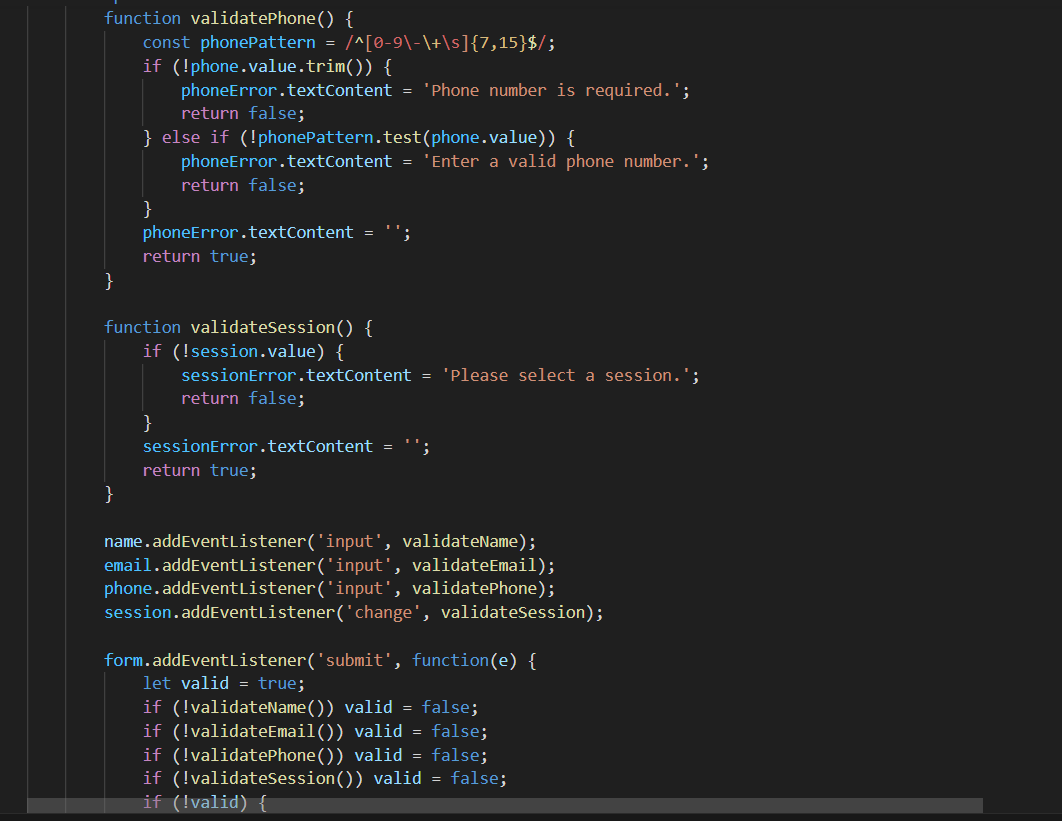 function validatePhone() {
const phonePattern = /^[0-9\-\+\s]{7,15}$/;
if (!phone.value.trim()) {
phoneError.textContent = 'Phone number is required.';
return false;
} else if (!phonePattern.test(phone.value)) {
phoneError.textContent = 'Enter a valid phone number.';
return false;
}
phoneError.textContent = '';
return true;
}
function validateSession() {
if (!session.value) {
sessionError.textContent = 'Please select a session.';
return false;
}
sessionError.textContent = '';
return true;
}
name.addEventListener('input', validateName);
email.addEventListener('input', validateEmail);
phone.addEventListener('input', validatePhone);
session.addEventListener('change', validateSession);
form.addEventListener('submit', function(e) {
let valid = true;
if (!validateName()) valid = false;
if (!validateEmail()) valid = false;
if (!validatePhone()) valid = false;
if (!validateSession()) valid = false;
if (!valid) {